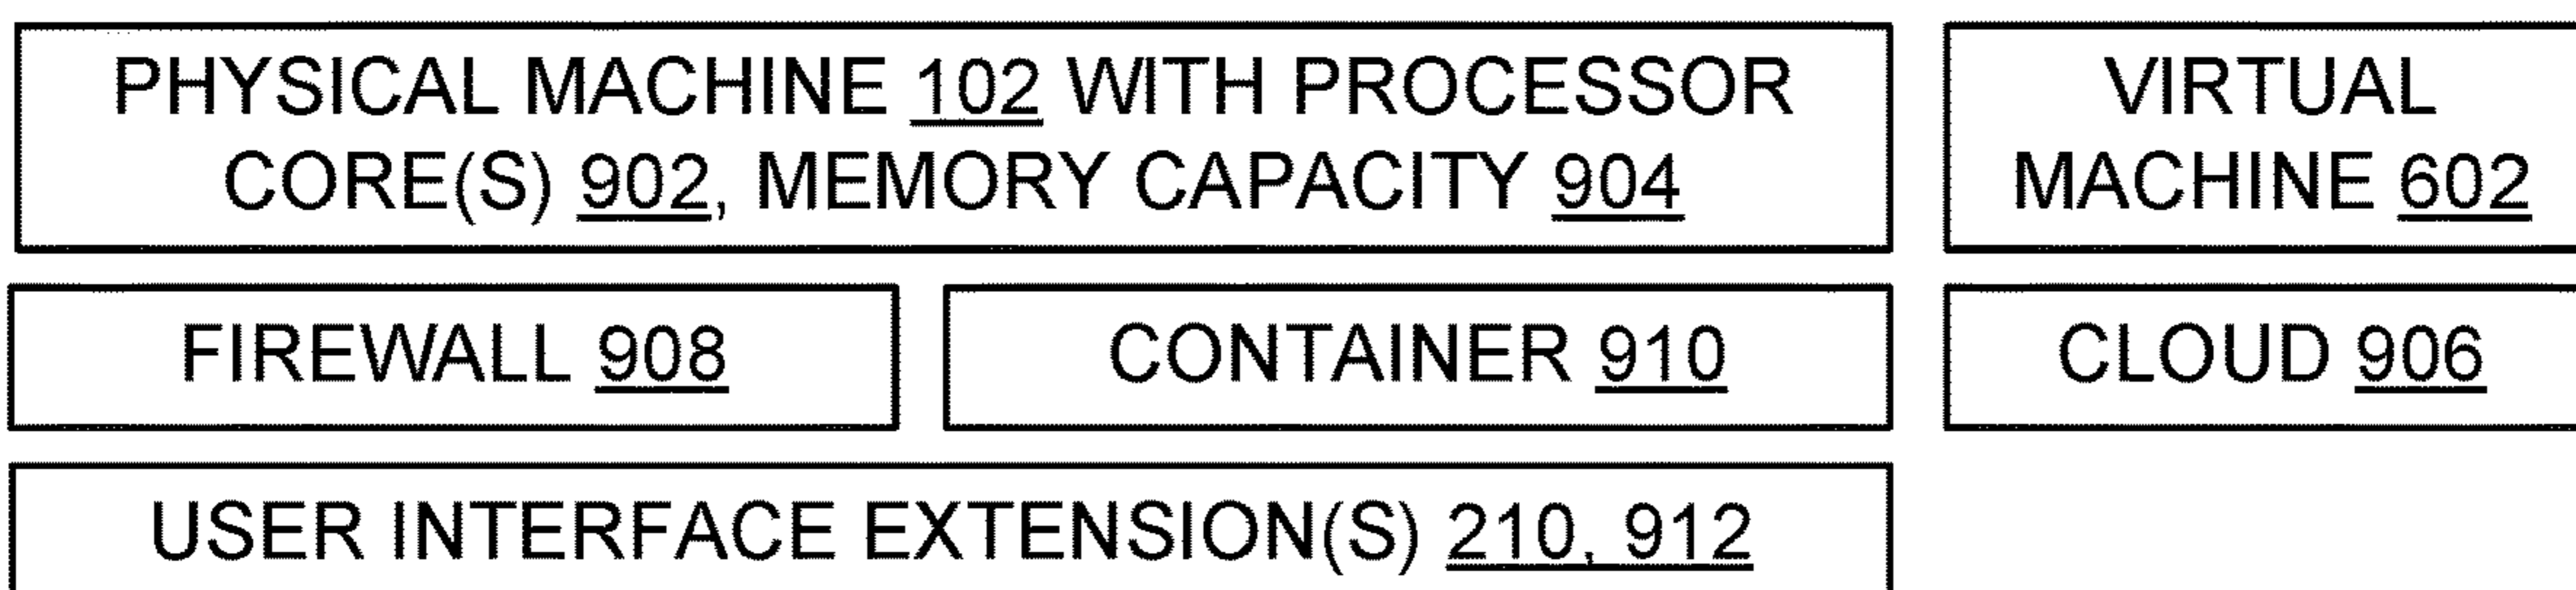 PHYSICAL MACHINE 102 WITH PROCESSOR
CORE(S) 902, MEMORY CAPACITY 904
VIRTUAL
MACHINE 602
FIREWALL 908
CONTAINER 910
CLOUD 906
USER INTERFACE EXTENSION(S) 210, 912